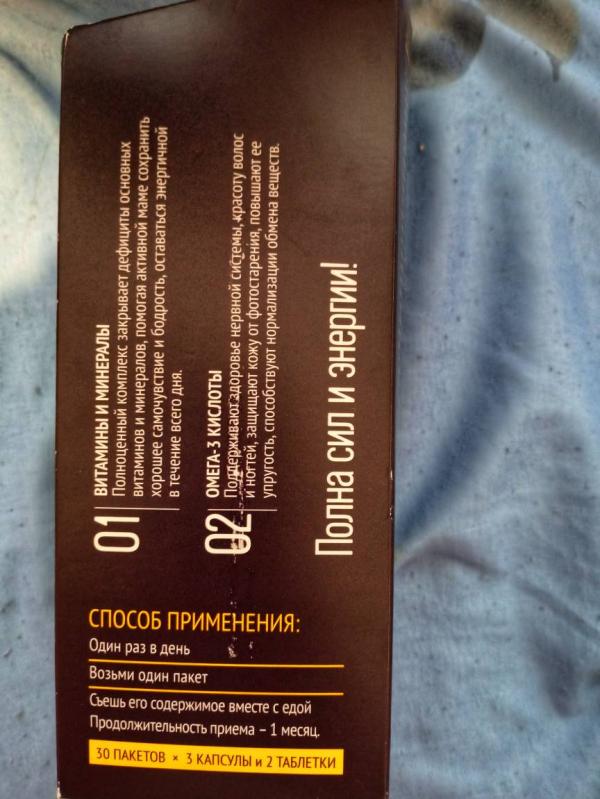 01
ВИТАМИНЫ И МИНЕРАЛЫ
Полноценный комплекс закрывает дефициты основных
витаминов и минералов, помогая активной маме сохранить
хорошее самочувствие и бодрость, оставаться энергичной
в течение всего дня.
02
ОМЕГА-3 КИСЛОТЫ
Поддерживают здоровье нервной системы, красоту волос
и ногтей, защищают кожу от фотостарения, повышают ее
упругость, способствуют нормализации обмена веществ.
Полна сил и энергии!
СПОСОБ ПРИМЕНЕНИЯ:
Один раз в день
Возьми один пакет
Съешь его содержимое вместе с едой
Продолжительность приема – 1 месяц.
30 ПАКЕТОВ × 3 КАПСУЛЫ и 2 ТАБЛЕТКИ